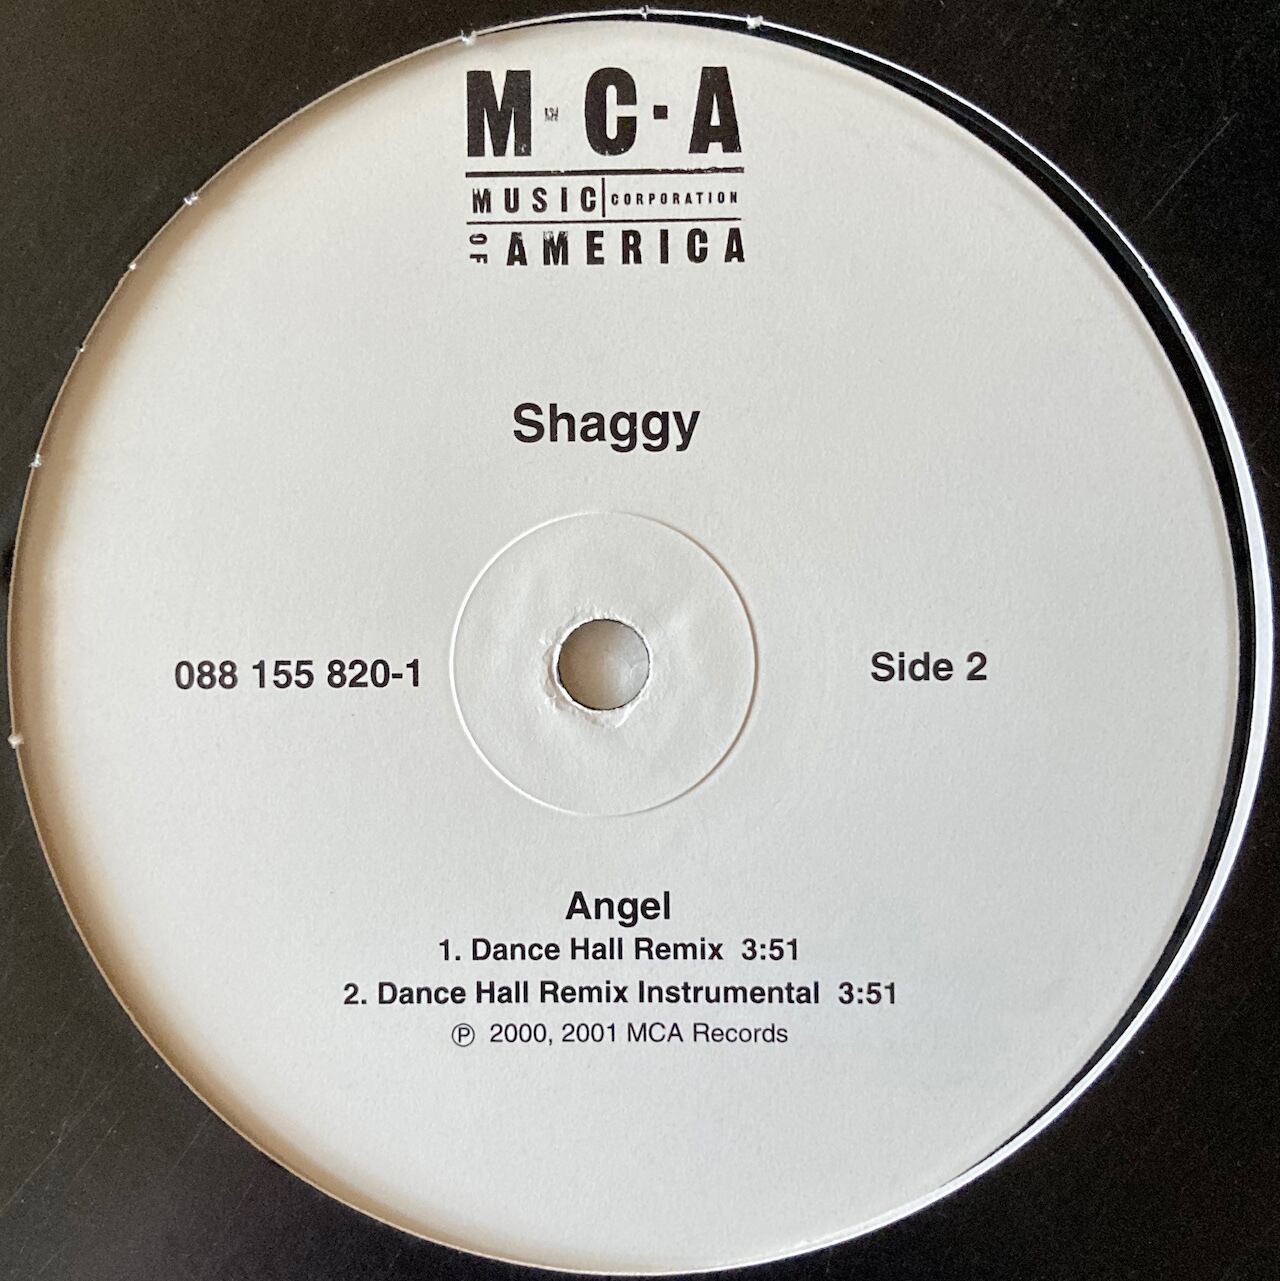 M·C·A
MUSIC CORPORATION
OF AMERICA
Shaggy
088 155 820-1
Side 2
Angel
1. Dance Hall Remix 3:51
2. Dance Hall Remix Instrumental 3:51
℗ 2000, 2001 MCA Records